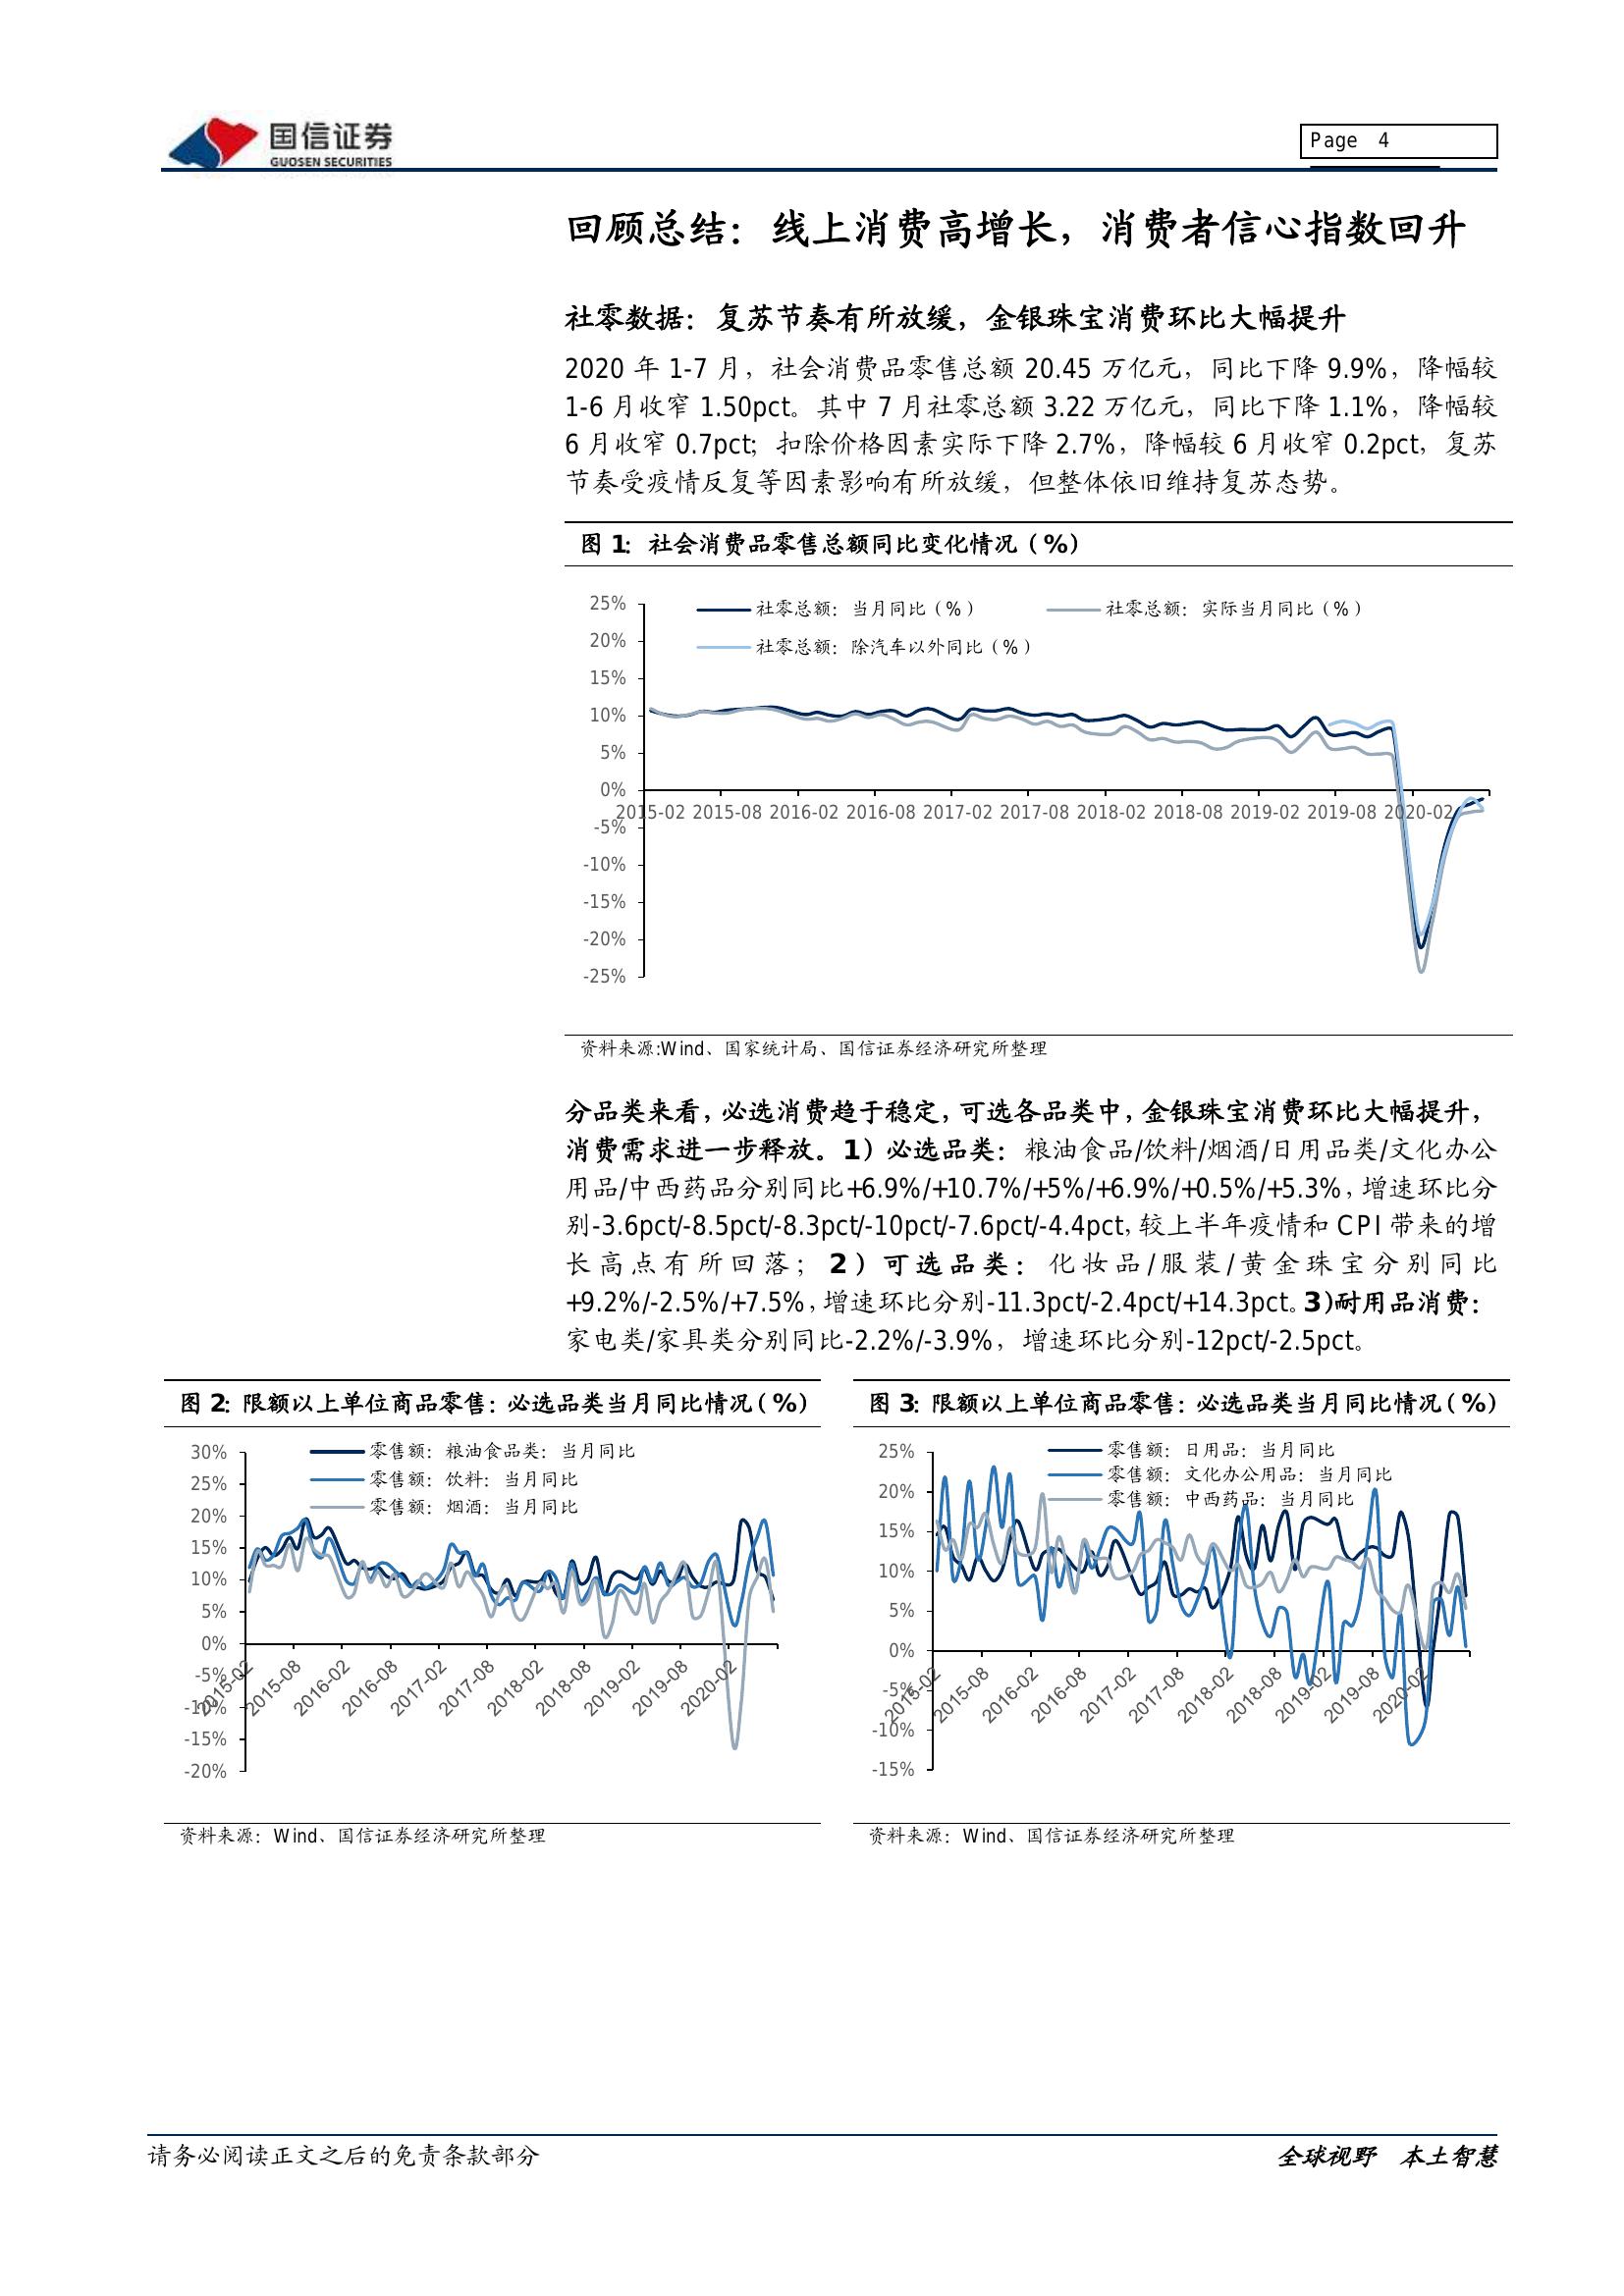 国信证券
GUOSEN SECURITIES
Page 4
回顾总结：线上消费高增长，消费者信心指数回升
社零数据：复苏节奏有所放缓，金银珠宝消费环比大幅提升
2020 年 1-7 月，社会消费品零售总额 20.45 万亿元，同比下降 9.9%，降幅较
1-6 月收窄 1.50pct。其中 7 月社零总额 3.22 万亿元，同比下降 1.1%，降幅较
6 月收窄 0.7pct；扣除价格因素实际下降 2.7%，降幅较 6 月收窄 0.2pct，复苏
节奏受疫情反复等因素影响有所放缓，但整体依旧维持复苏态势。
图 1：社会消费品零售总额同比变化情况（%）
社零总额：当月同比（%）
社零总额：实际当月同比（%）
社零总额：除汽车以外同比（%）
25%
20%
15%
10%
5%
0%
-5%
-10%
-15%
-20%
-25%
2015-02 2015-08 2016-02 2016-08 2017-02 2017-08 2018-02 2018-08 2019-02 2019-08 2020-02
资料来源:Wind、国家统计局、国信证券经济研究所整理
分品类来看，必选消费趋于稳定，可选各品类中，金银珠宝消费环比大幅提升，
消费需求进一步释放。1）必选品类：粮油食品/饮料/烟酒/日用品类/文化办公
用品/中西药品分别同比+6.9%/+10.7%/+5%/+6.9%/+0.5%/+5.3%，增速环比分
别-3.6pct/-8.5pct/-8.3pct/-10pct/-7.6pct/-4.4pct，较上半年疫情和 CPI 带来的增
长高点有所回落；2）可选品类：化妆品/服装/黄金珠宝分别同比
+9.2%/-2.5%/+7.5%，增速环比分别-11.3pct/-2.4pct/+14.3pct。3)耐用品消费：
家电类/家具类分别同比-2.2%/-3.9%，增速环比分别-12pct/-2.5pct。
图 2：限额以上单位商品零售：必选品类当月同比情况（%）
零售额：粮油食品类：当月同比
零售额：饮料：当月同比
零售额：烟酒：当月同比
30%
25%
20%
15%
10%
5%
0%
-5%
-10%
-15%
-20%
2015-02 2015-08 2016-02 2016-08 2017-02 2017-08 2018-02 2018-08 2019-02 2019-08 2020-02
资料来源：Wind、国信证券经济研究所整理
图 3：限额以上单位商品零售：必选品类当月同比情况（%）
零售额：日用品：当月同比
零售额：文化办公用品：当月同比
零售额：中西药品：当月同比
25%
20%
15%
10%
5%
0%
-5%
-10%
-15%
2015-02 2015-08 2016-02 2016-08 2017-02 2017-08 2018-02 2018-08 2019-02 2019-08 2020-02
资料来源：Wind、国信证券经济研究所整理
请务必阅读正文之后的免责条款部分
全球视野 本土智慧